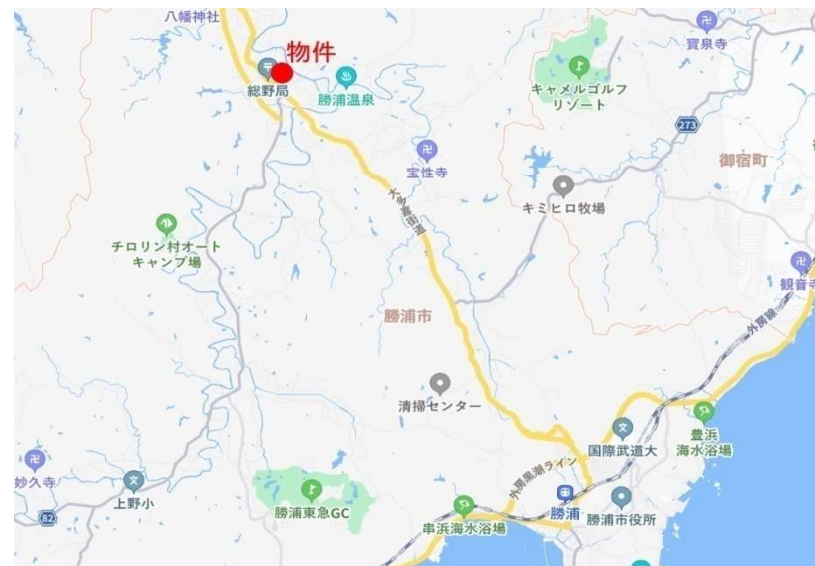 八幡神社
物件
総野局
勝浦温泉
寶泉寺
キャメルゴルフ
リゾート
273
御宿町
宝性寺
キミヒロ牧場
大多喜街道
チロリン村オート
キャンプ場
観音寺
勝浦市
外房線
清掃センター
豊浜
海水浴場
国際武道大
外房黒潮ライン
妙久寺
上野小
82
勝浦東急GC
串浜海水浴場
勝浦
勝浦市役所